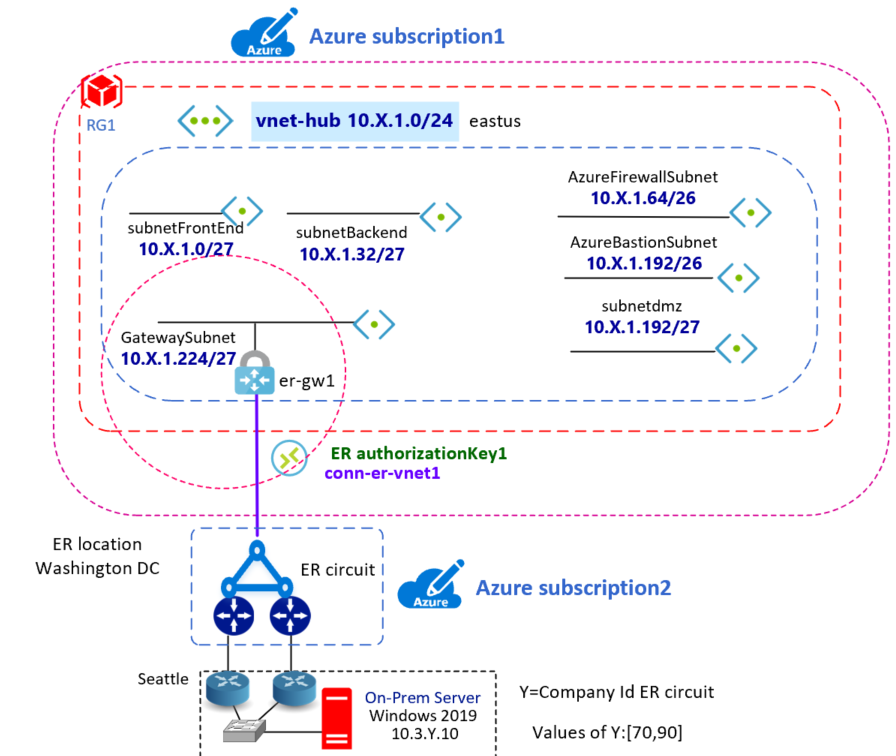 Azure
Azure subscription1
RG1
vnet-hub 10.X.1.0/24
eastus
subnetFrontEnd
10.X.1.0/27
subnetBackend
10.X.1.32/27
AzureFirewallSubnet
10.X.1.64/26
AzureBastionSubnet
10.X.1.192/26
subnetdmz
10.X.1.192/27
GatewaySubnet
10.X.1.224/27
er-gw1
ER authorizationKey1
conn-er-vnet1
ER location
Washington DC
ER circuit
Azure
Azure subscription2
Seattle
On-Prem Server
Windows 2019
10.3.Y.10
Y=Company Id ER circuit
Values of Y:[70,90]